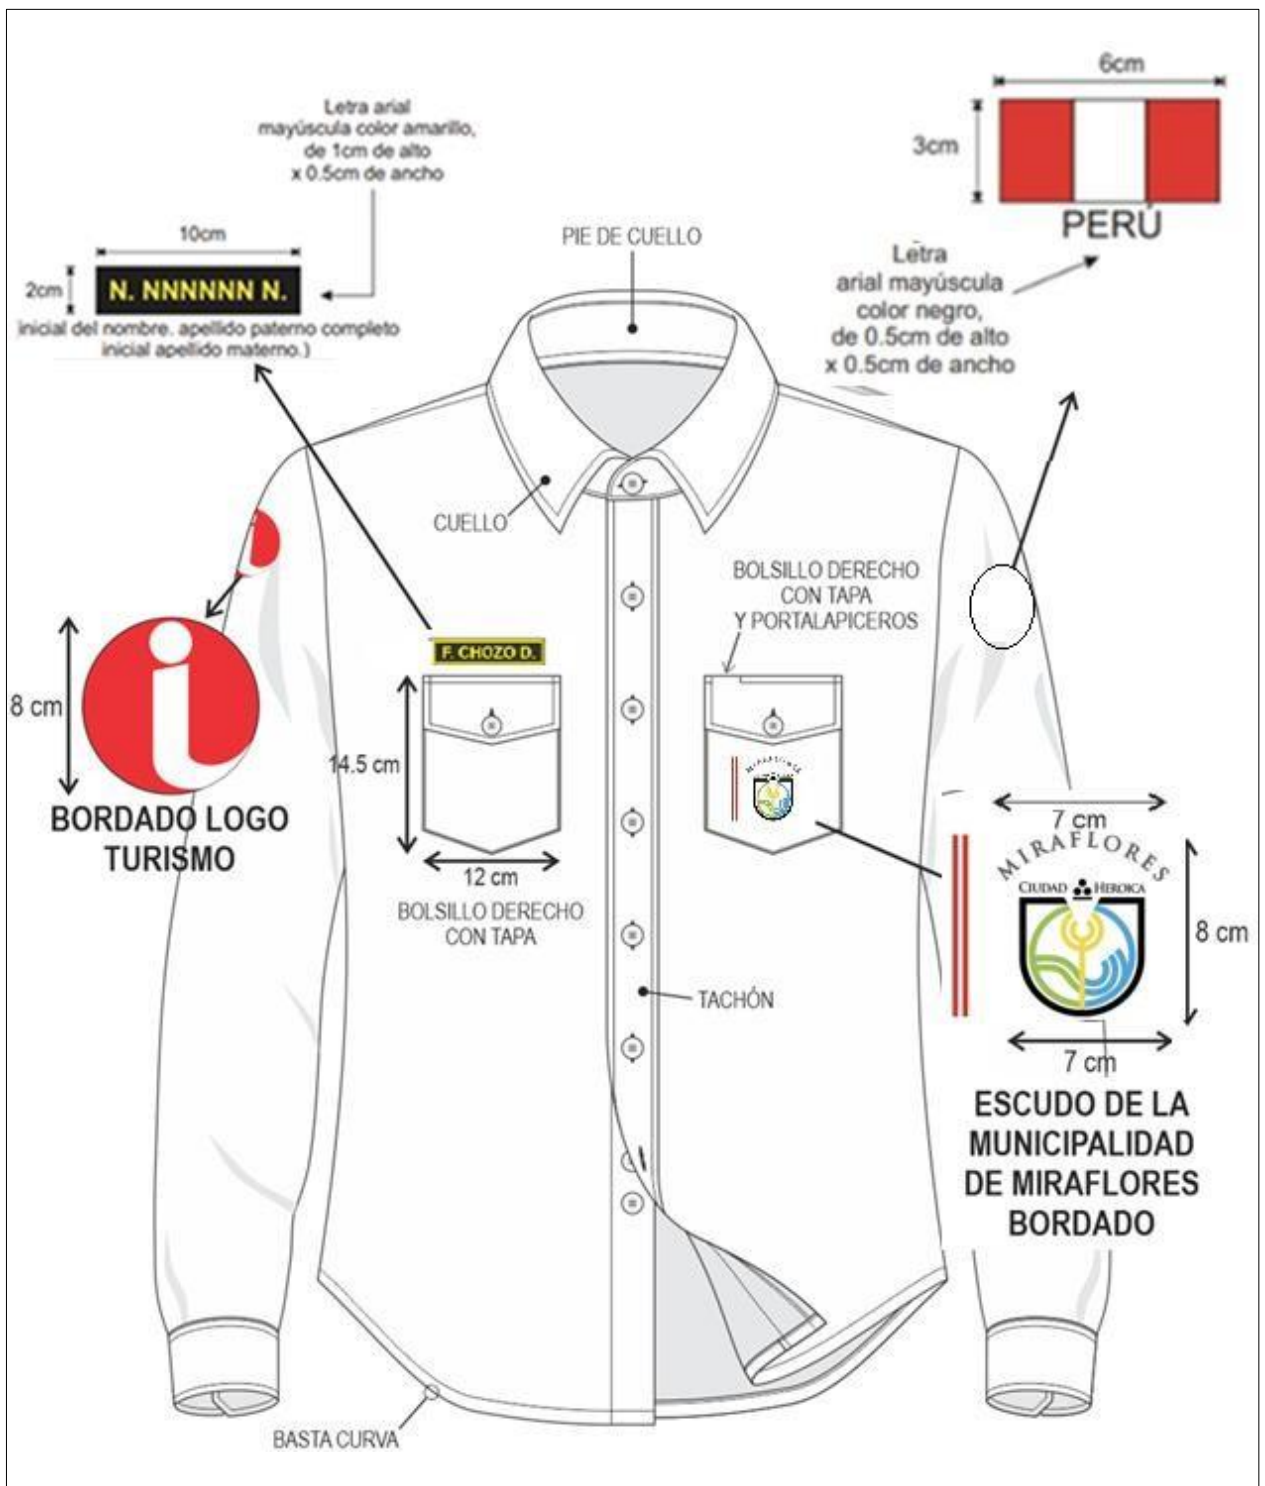 6cm
3cm
PERÚ
Letra
arial mayúscula
color negro,
de 0.5cm de alto
x 0.5cm de ancho
Letra arial
mayúscula color amarillo,
de 1cm de alto
x 0.5cm de ancho
10cm
2cm
N. NNNNNN N.
inicial del nombre. apellido paterno completo
inicial apellido materno.)
PIE DE CUELLO
CUELLO
BOLSILLO DERECHO
CON TAPA
Y PORTALAPICEROS
F. CHOZO D.
8 cm
i
BORDADO LOGO
TURISMO
14.5 cm
12 cm
BOLSILLO DERECHO
CON TAPA
MIRAFLORES
TACHÓN
7 cm
MIRAFLORES
CIUDAD HEROICA
8 cm
7 cm
ESCUDO DE LA
MUNICIPALIDAD
DE MIRAFLORES
BORDADO
BASTA CURVA